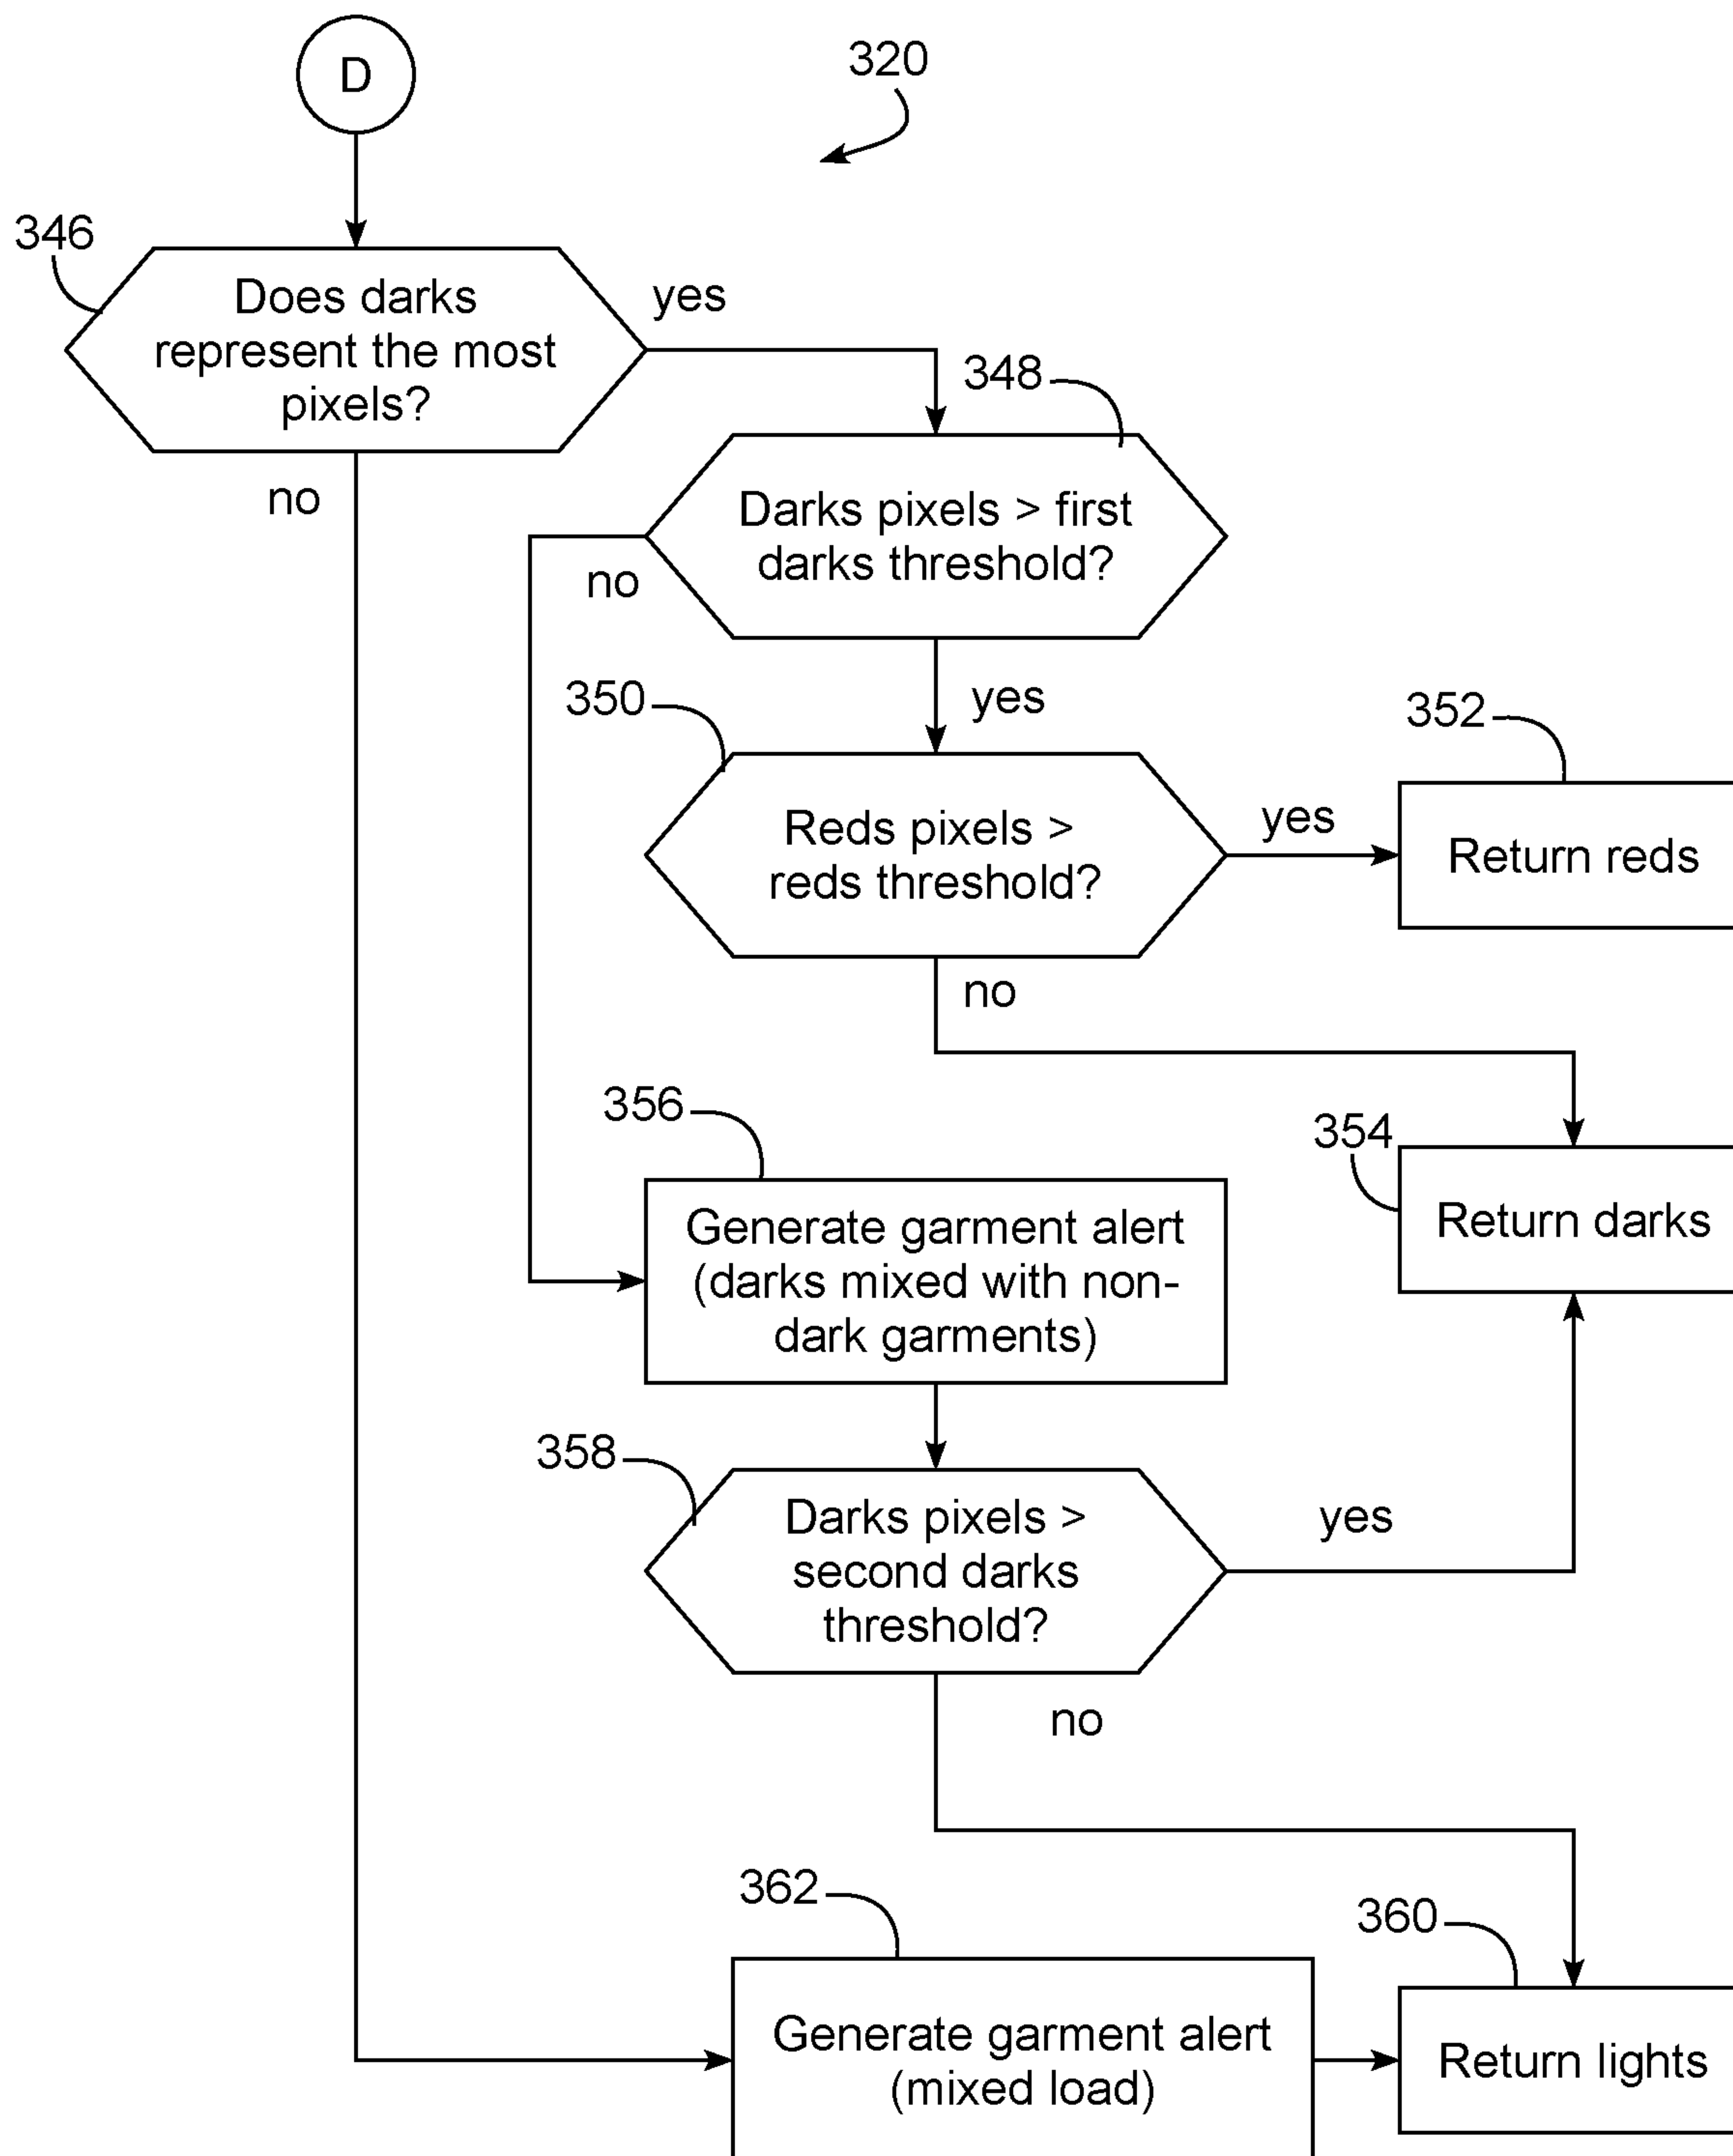 D
320
346
Does darks
represent the most
pixels?
yes
no
348
Darks pixels > first
darks threshold?
no
yes
350
Reds pixels >
reds threshold?
yes
352
Return reds
no
354
Return darks
356
Generate garment alert
(darks mixed with non-
dark garments)
358
Darks pixels >
second darks
threshold?
yes
no
362
Generate garment alert
(mixed load)
360
Return lights